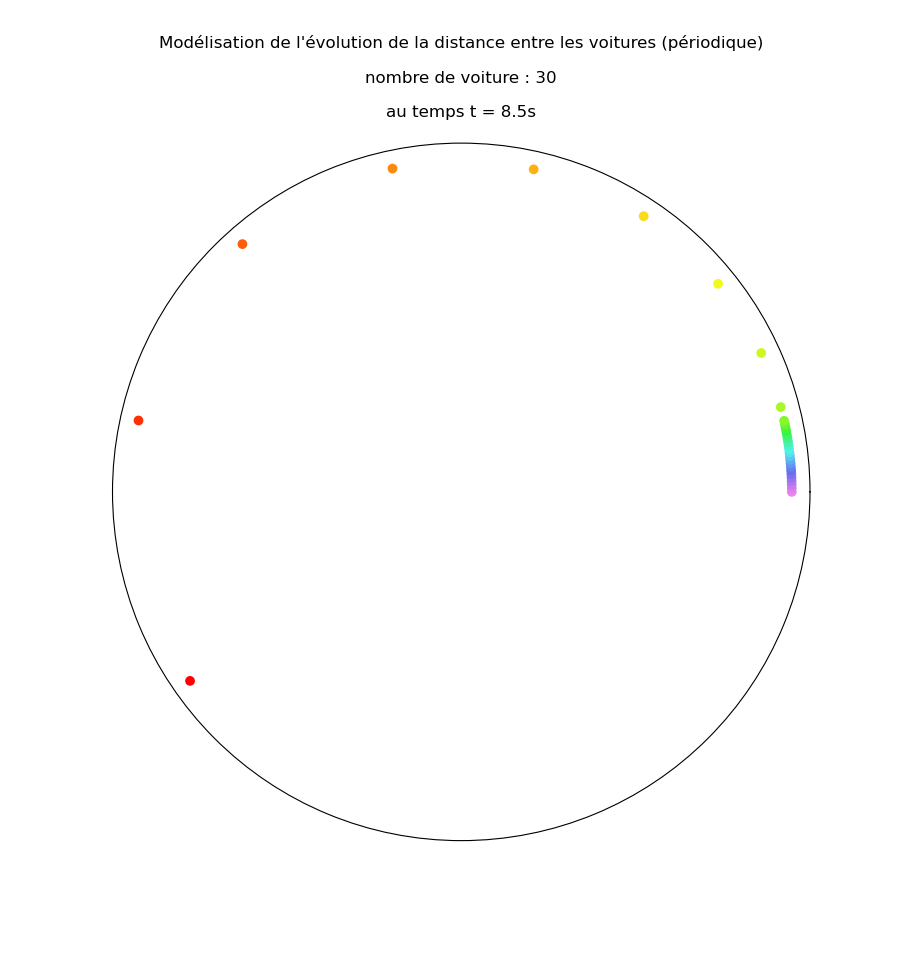 Modélisation de l'évolution de la distance entre les voitures (périodique)
nombre de voiture : 30
au temps t = 8.5s